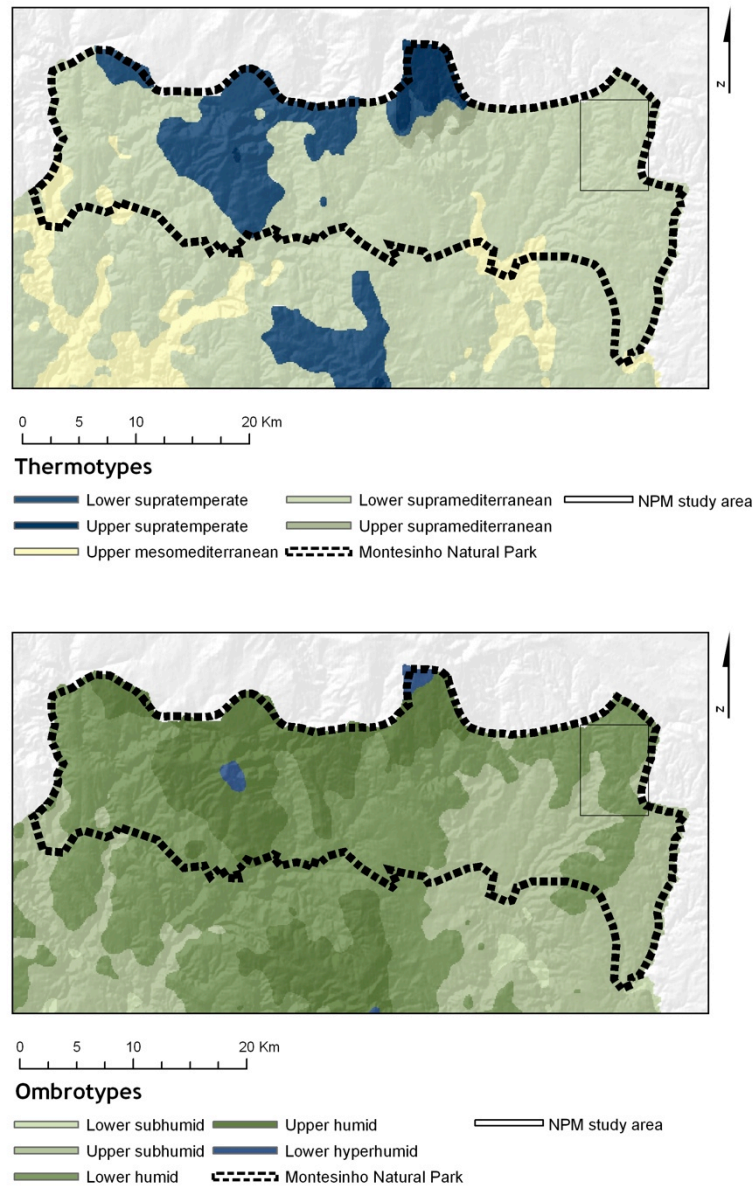 z
0 5 10 20 Km
Thermotypes
Lower supratemperate Lower supramediterranean NPM study area
Upper supratemperate Upper supramediterranean
Upper mesomediterranean Montesinho Natural Park
z
0 5 10 20 Km
Ombrotypes
Lower subhumid Upper humid NPM study area
Upper subhumid Lower hyperhumid
Lower humid Montesinho Natural Park